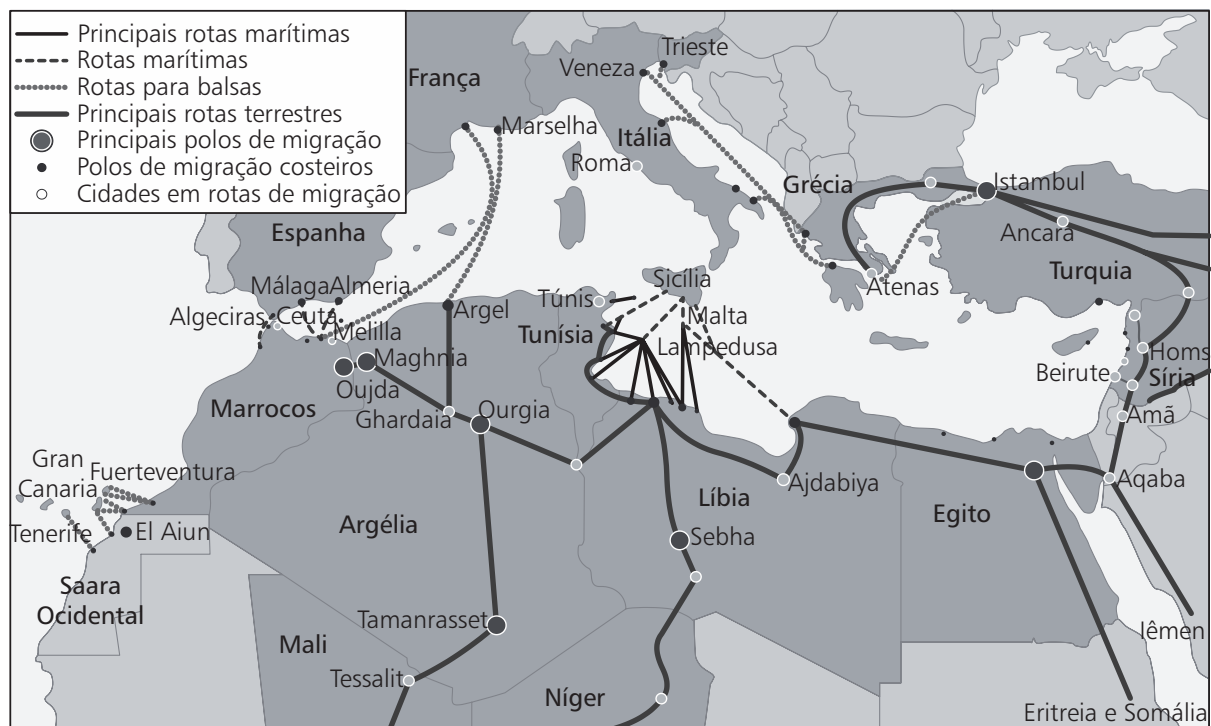 Principais rotas marítimas
Rotas marítimas
Rotas para balsas
Principais rotas terrestres
Principais polos de migração
Polos de migração costeiros
Cidades em rotas de migração
França
Trieste
Veneza
Marselha
Itália
Roma
Grécia
Istambul
Espanha
Ancara
Turquia
Málaga
Almeria
Sicília
Atenas
Algeciras
Ceuta
Argel
Túnis
Malta
Melilla
Tunísia
Lampedusa
Maghnia
Homs
Beirute
Síria
Oujda
Marrocos
Ghardaia
Ourgia
Amã
Gran
Canaria
Fuerteventura
Ajdabiya
Aqaba
Líbia
Egito
Tenerife
El Aiun
Argélia
Sebha
Saara
Ocidental
Tamanrasset
Iêmen
Mali
Tessalit
Níger
Eritreia e Somália